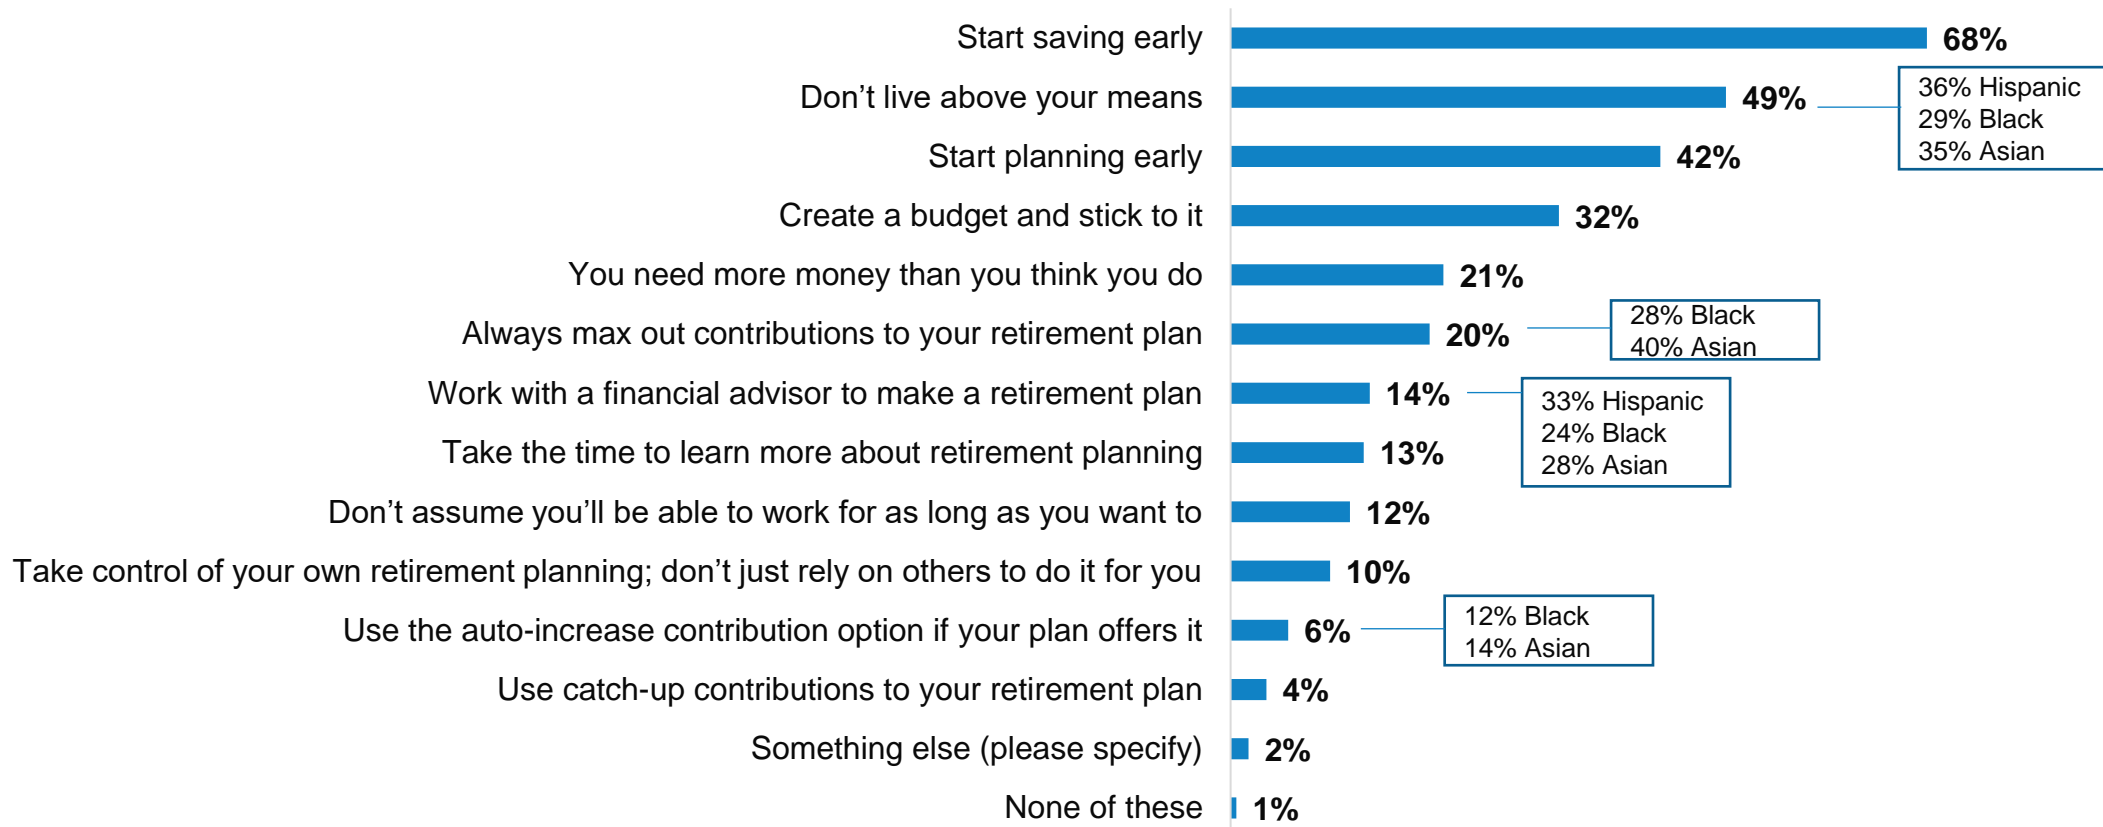 Start saving early 68%
Don’t live above your means 49%
36% Hispanic
29% Black
35% Asian
Start planning early 42%
Create a budget and stick to it 32%
You need more money than you think you do 21%
Always max out contributions to your retirement plan 20%
28% Black
40% Asian
Work with a financial advisor to make a retirement plan 14%
33% Hispanic
24% Black
28% Asian
Take the time to learn more about retirement planning 13%
Don’t assume you’ll be able to work for as long as you want to 12%
Take control of your own retirement planning; don’t just rely on others to do it for you 10%
Use the auto-increase contribution option if your plan offers it 6%
12% Black
14% Asian
Use catch-up contributions to your retirement plan 4%
Something else (please specify) 2%
None of these 1%